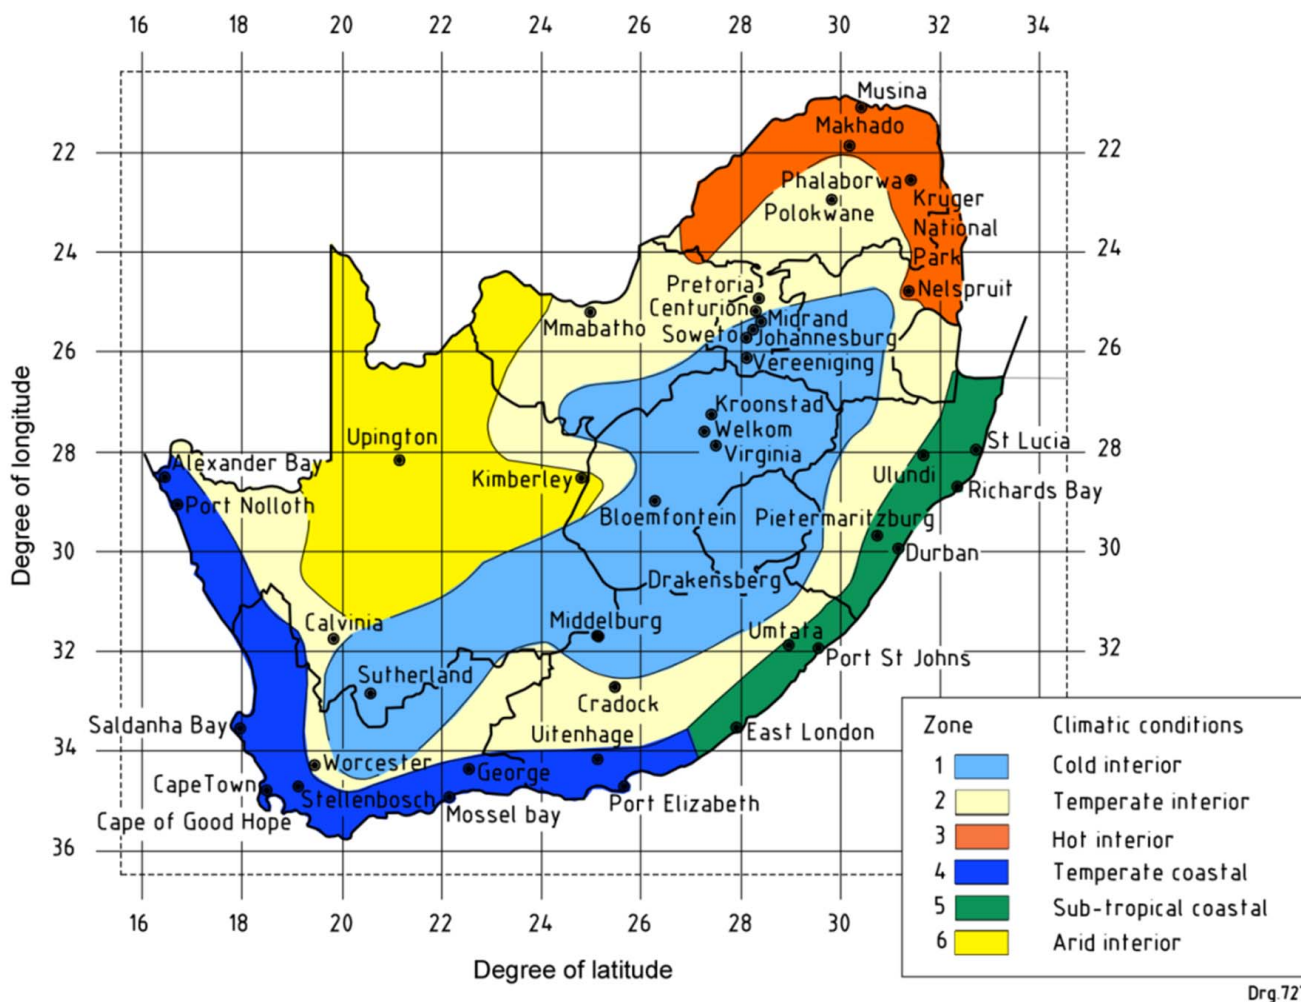 16 18 20 22 24 26 28 30 32 34
Musina
Makhado
22 22
Phalaborwa
Kruger
Polokwane
National
24 24
Park
Pretoria
Nelspruit
Centurion
Midrand
Mmabatho
Soweto
Johannesburg
26 26
Vereeniging
Kroonstad
Welkom
Upington
St Lucia
28 28
Virginia
Alexander Bay
Ulundi
Kimberley
Richards Bay
Port Nolloth
Bloemfontein
Pietermaritzburg
30 30
Durban
Drakensberg
Calvinia
Middelburg
Umtata
32 32
Port St Johns
Sutherland
Cradock
Saldanha Bay
Uitenhage
East London
34
Worcester
George
Cape Town
Stellenbosch
Port Elizabeth
Mossel bay
Cape of Good Hope
36
16 18 20 22 24 26 28 30
Degree of longitude
Degree of latitude
Zone Climatic conditions
1 Cold interior
2 Temperate interior
3 Hot interior
4 Temperate coastal
5 Sub-tropical coastal
6 Arid interior